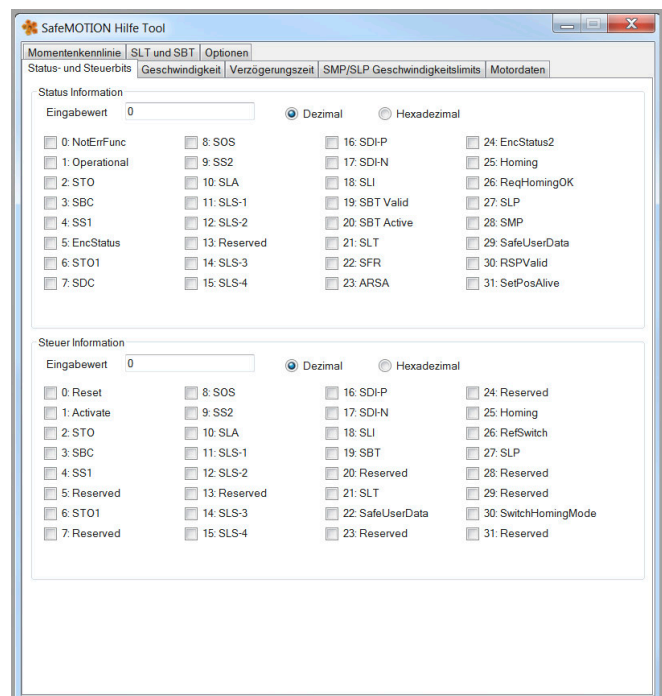 SafeMOTION Hilfe Tool
Momentenkennlinie SLT und SBT Optionen
Status- und Steuerbits Geschwindigkeit Verzögerungszeit SMP/SLP Geschwindigkeitslimits Motordaten
Status Information
Eingabewert 0 Dezimal Hexadezimal
0: NotErrFunc 8: SOS 16: SDI-P 24: EncStatus2
1: Operational 9: SS2 17: SDI-N 25: Homing
2: STO 10: SLA 18: SLI 26: ReqHomingOK
3: SBC 11: SLS-1 19: SBT Valid 27: SLP
4: SS1 12: SLS-2 20: SBT Active 28: SMP
5: EncStatus 13: Reserved 21: SLT 29: SafeUserData
6: STO1 14: SLS-3 22: SFR 30: RSPValid
7: SDC 15: SLS-4 23: ARSA 31: SetPosAlive
Steuer Information
Eingabewert 0 Dezimal Hexadezimal
0: Reset 8: SOS 16: SDI-P 24: Reserved
1: Activate 9: SS2 17: SDI-N 25: Homing
2: STO 10: SLA 18: SLI 26: RefSwitch
3: SBC 11: SLS-1 19: SBT 27: SLP
4: SS1 12: SLS-2 20: Reserved 28: Reserved
5: Reserved 13: Reserved 21: SLT 29: Reserved
6: STO1 14: SLS-3 22: SafeUserData 30: SwitchHomingMode
7: Reserved 15: SLS-4 23: Reserved 31: Reserved